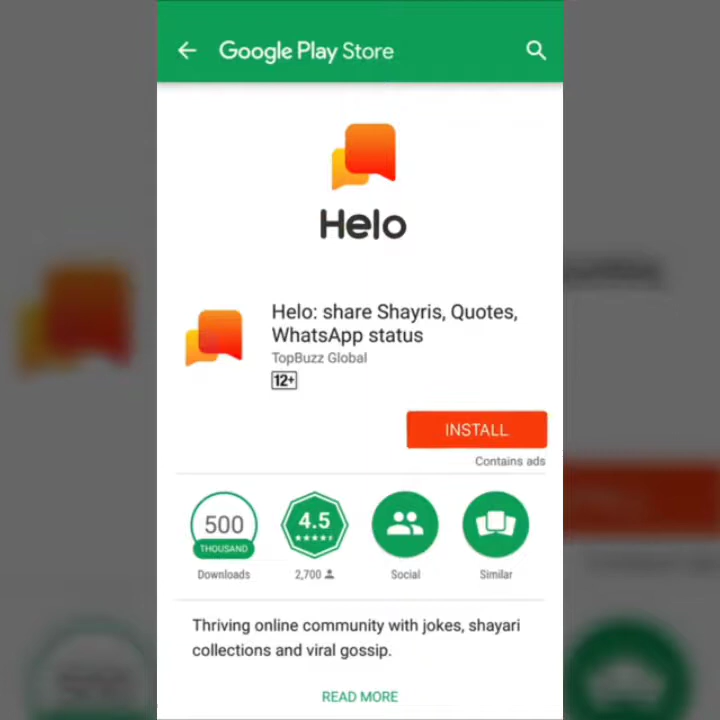 Google Play Store
Helo
Helo: share Shayris, Quotes,
WhatsApp status
TopBuzz Global
12+
INSTALL
Contains ads
500
THOUSAND
Downloads
4.5
2,700
Social
Similar
Thriving online community with jokes, shayari
collections and viral gossip.
READ MORE